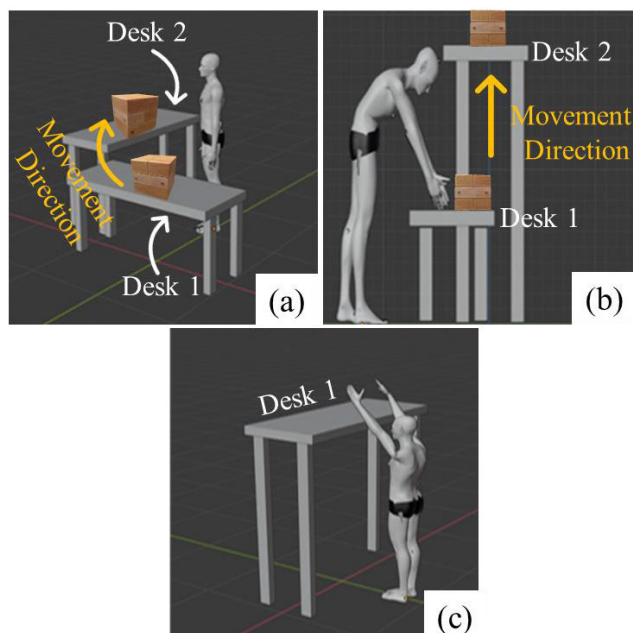 Desk 2
Movement
Direction
Desk 1
(a)
Desk 2
Movement
Direction
Desk 1
(b)
Desk 1
(c)